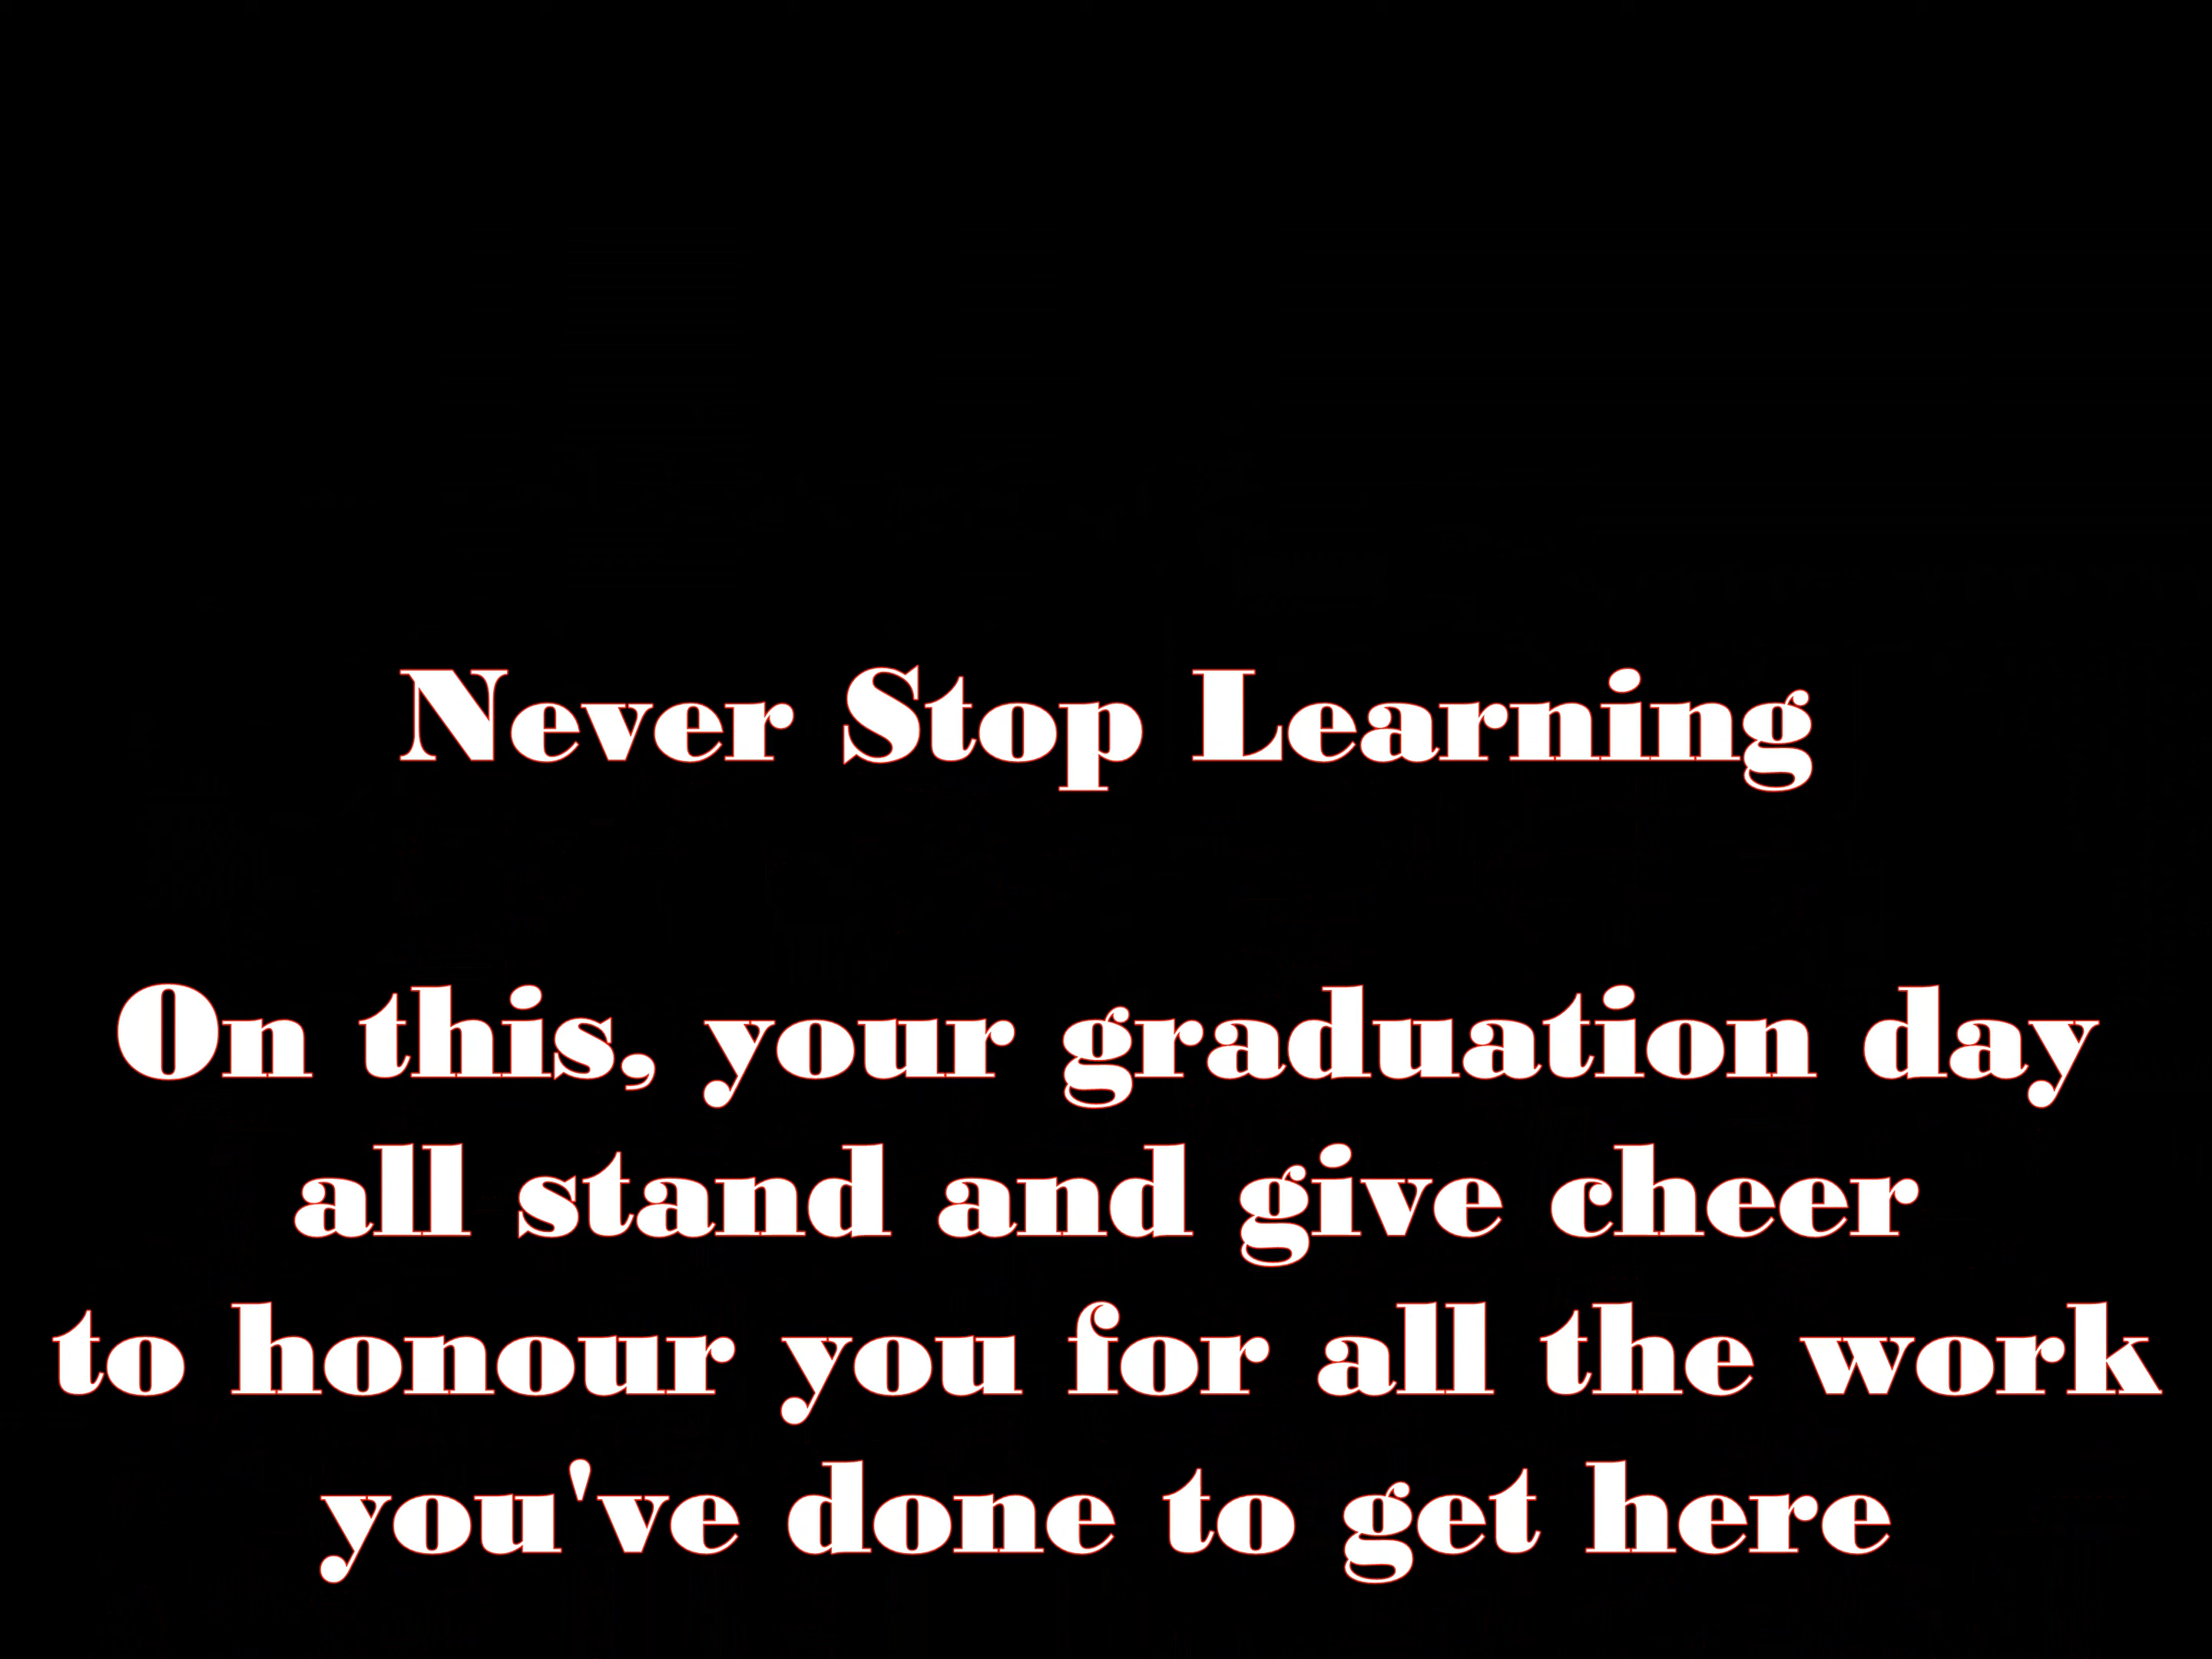 Never Stop Learning
On this, your graduation day
all stand and give cheer
to honour you for all the work
you've done to get here